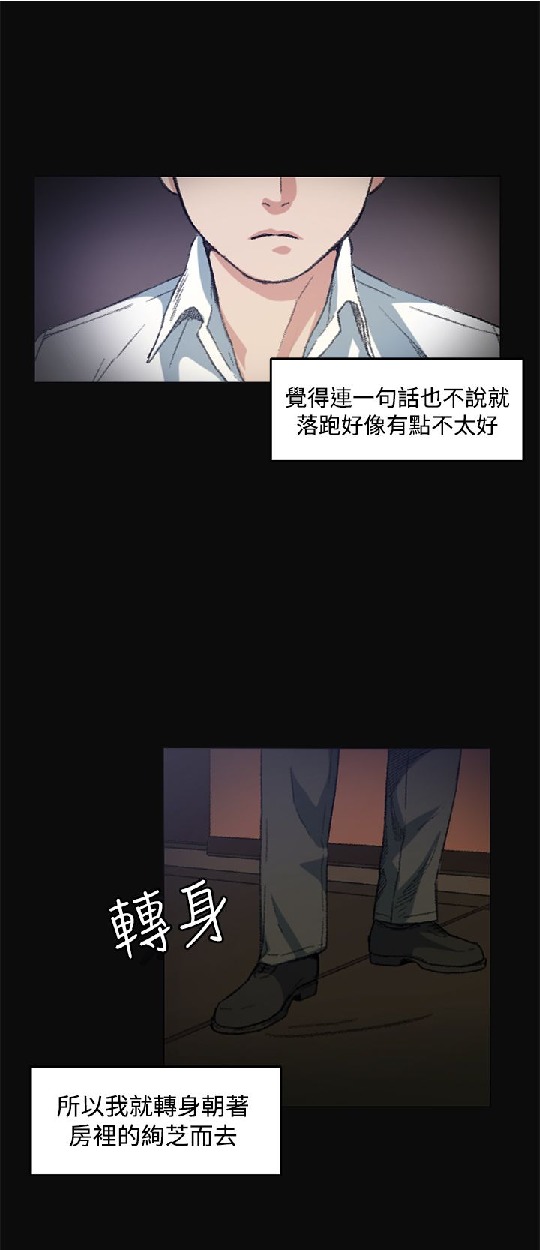 覺得連一句話也不說就
落跑好像有點不太好
轉身
所以我就轉身朝著
房裡的絢芝而去